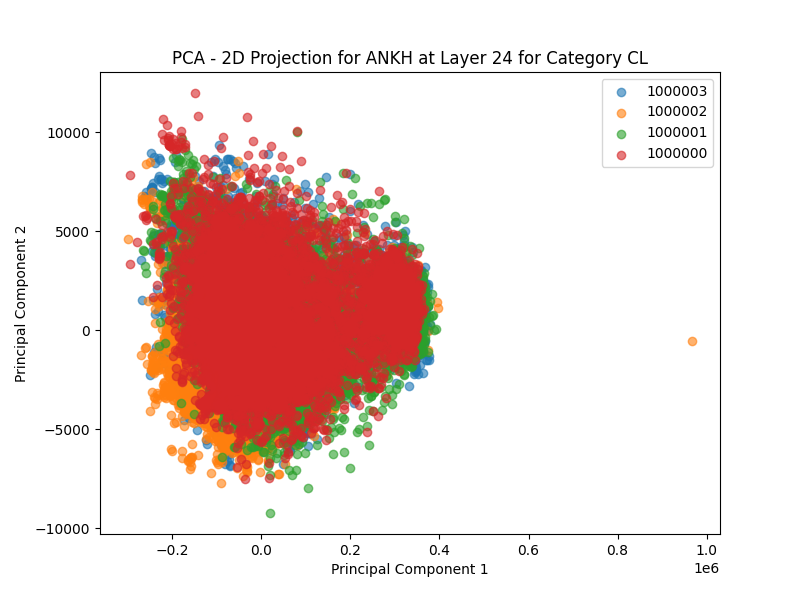 PCA - 2D Projection for ANKH at Layer 24 for Category CL
1000003
1000002
1000001
1000000
Principal Component 2
10000
5000
0
−5000
−10000
−0.2 0.0 0.2 0.4 0.6 0.8 1.0
1e6
Principal Component 1